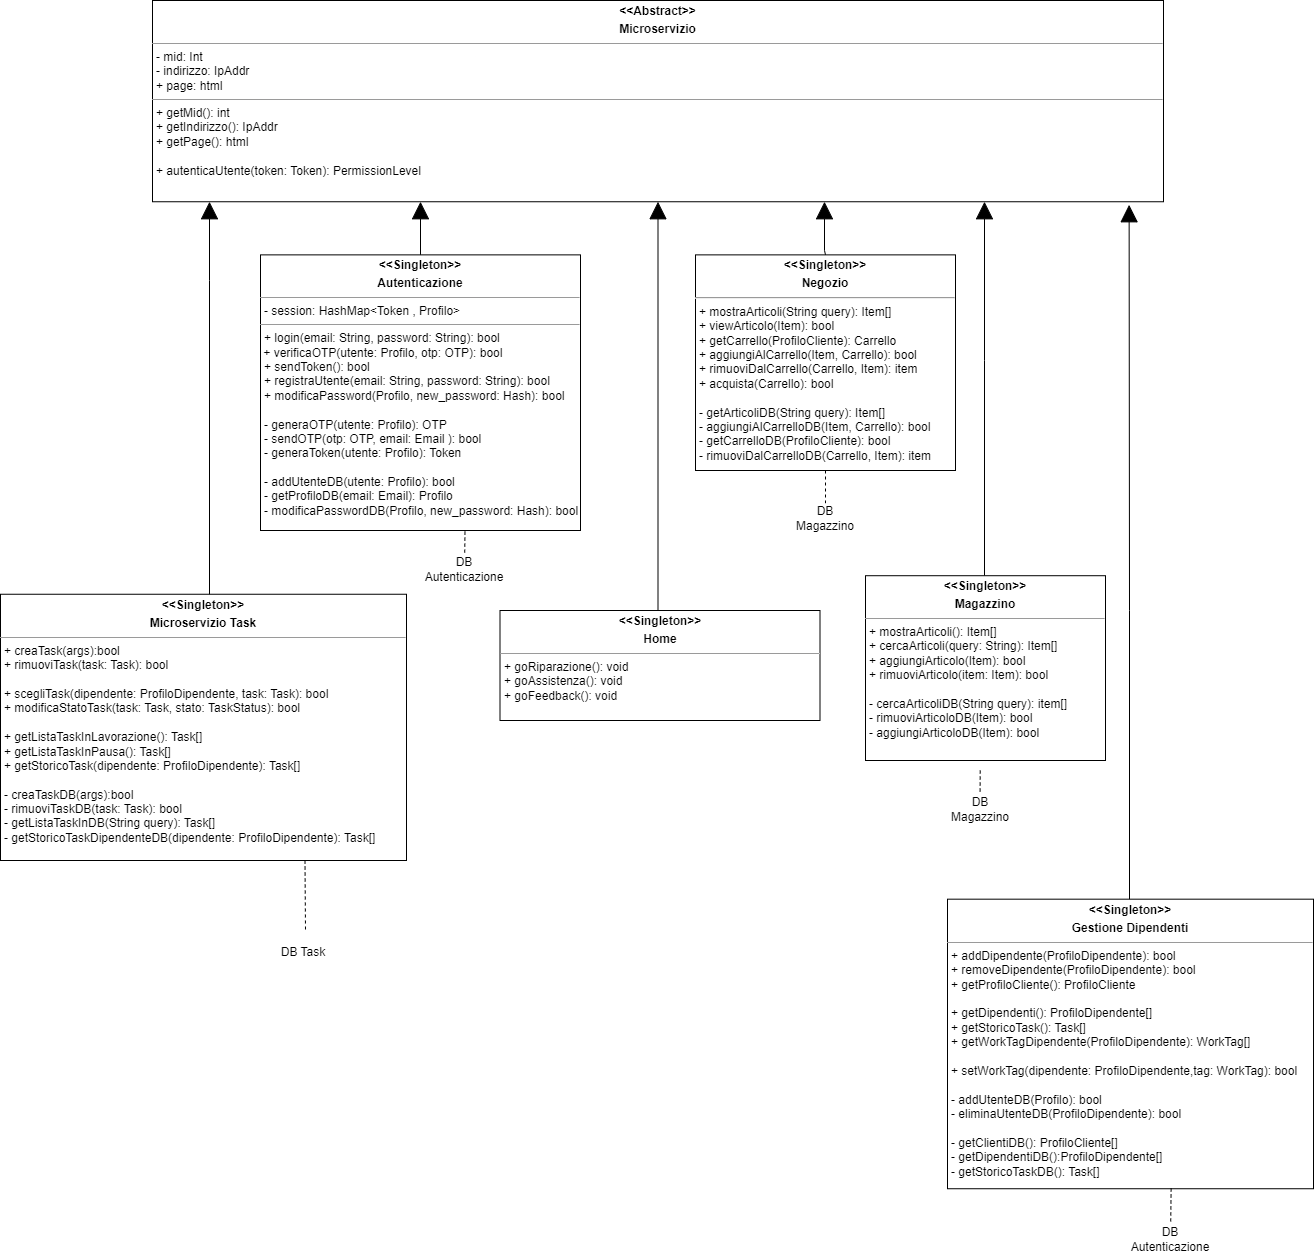 <<Abstract>>
Microservizio
- mid: Int
- indirizzo: IpAddr
+ page: html
+ getMid(): int
+ getIndirizzo(): IpAddr
+ getPage(): html
+ autenticaUtente(token: Token): PermissionLevel
<<Singleton>>
Autenticazione
- session: HashMap<Token , Profilo>
+ login(email: String, password: String): bool
+ verificaOTP(utente: Profilo, otp: OTP): bool
+ sendToken(): bool
+ registraUtente(email: String, password: String): bool
+ modificaPassword(Profilo, new_password: Hash): bool
- generaOTP(utente: Profilo): OTP
- sendOTP(otp: OTP, email: Email ): bool
- generaToken(utente: Profilo): Token
- addUtenteDB(utente: Profilo): bool
- getProfiloDB(email: Email): Profilo
- modificaPasswordDB(Profilo, new_password: Hash): bool
DB
Autenticazione
<<Singleton>>
Negozio
+ mostraArticoli(String query): Item[]
+ viewArticolo(Item): bool
+ getCarrello(ProfiloCliente): Carrello
+ aggiungiAlCarrello(Item, Carrello): bool
+ rimuoviDalCarrello(Carrello, Item): item
+ acquista(Carrello): bool
- getArticoliDB(String query): Item[]
- aggiungiAlCarrelloDB(Item, Carrello): bool
- getCarrelloDB(ProfiloCliente): bool
- rimuoviDalCarrelloDB(Carrello, Item): item
DB
Magazzino
<<Singleton>>
Microservizio Task
+ creaTask(args):bool
+ rimuoviTask(task: Task): bool
+ scegliTask(dipendente: ProfiloDipendente, task: Task): bool
+ modificaStatoTask(task: Task, stato: TaskStatus): bool
+ getListaTaskInLavorazione(): Task[]
+ getListaTaskInPausa(): Task[]
+ getStoricoTask(dipendente: ProfiloDipendente): Task[]
- creaTaskDB(args):bool
- rimuoviTaskDB(task: Task): bool
- getListaTaskInDB(String query): Task[]
- getStoricoTaskDipendenteDB(dipendente: ProfiloDipendente): Task[]
DB Task
<<Singleton>>
Home
+ goRiparazione(): void
+ goAssistenza(): void
+ goFeedback(): void
<<Singleton>>
Magazzino
+ mostraArticoli(): Item[]
+ cercaArticoli(query: String): Item[]
+ aggiungiArticolo(Item): bool
+ rimuoviArticolo(item: Item): bool
- cercaArticoliDB(String query): item[]
- rimuoviArticoloDB(Item): bool
- aggiungiArticoloDB(Item): bool
DB
Magazzino
<<Singleton>>
Gestione Dipendenti
+ addDipendente(ProfiloDipendente): bool
+ removeDipendente(ProfiloDipendente): bool
+ getProfiloCliente(): ProfiloCliente
+ getDipendenti(): ProfiloDipendente[]
+ getStoricoTask(): Task[]
+ getWorkTagDipendente(ProfiloDipendente): WorkTag[]
+ setWorkTag(dipendente: ProfiloDipendente,tag: WorkTag): bool
- addUtenteDB(Profilo): bool
- eliminaUtenteDB(ProfiloDipendente): bool
- getClientiDB(): ProfiloCliente[]
- getDipendentiDB():ProfiloDipendente[]
- getStoricoTaskDB(): Task[]
DB
Autenticazione